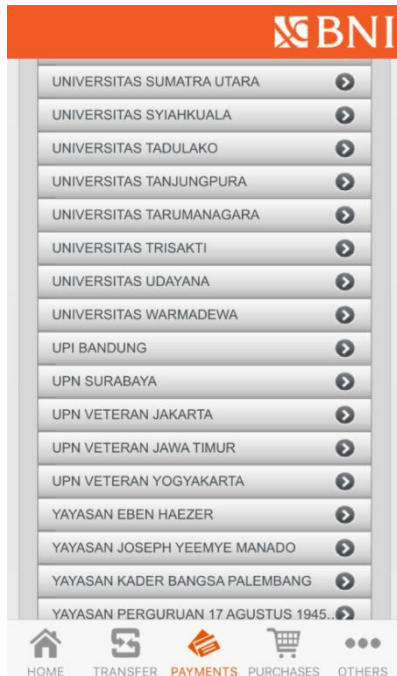 BNI
UNIVERSITAS SUMATRA UTARA
UNIVERSITAS SYIAHKUALA
UNIVERSITAS TADULAKO
UNIVERSITAS TANJUNGPURA
UNIVERSITAS TARUMANAGARA
UNIVERSITAS TRISAKTI
UNIVERSITAS UDAYANA
UNIVERSITAS WARMADEWA
UPI BANDUNG
UPN SURABAYA
UPN VETERAN JAKARTA
UPN VETERAN JAWA TIMUR
UPN VETERAN YOGYAKARTA
YAYASAN EBEN HAEZER
YAYASAN JOSEPH YEEMYE MANADO
YAYASAN KADER BANGSA PALEMBANG
YAYASAN PERGURUAN 17 AGUSTUS 1945..
HOME TRANSFER PAYMENTS PURCHASES OTHERS